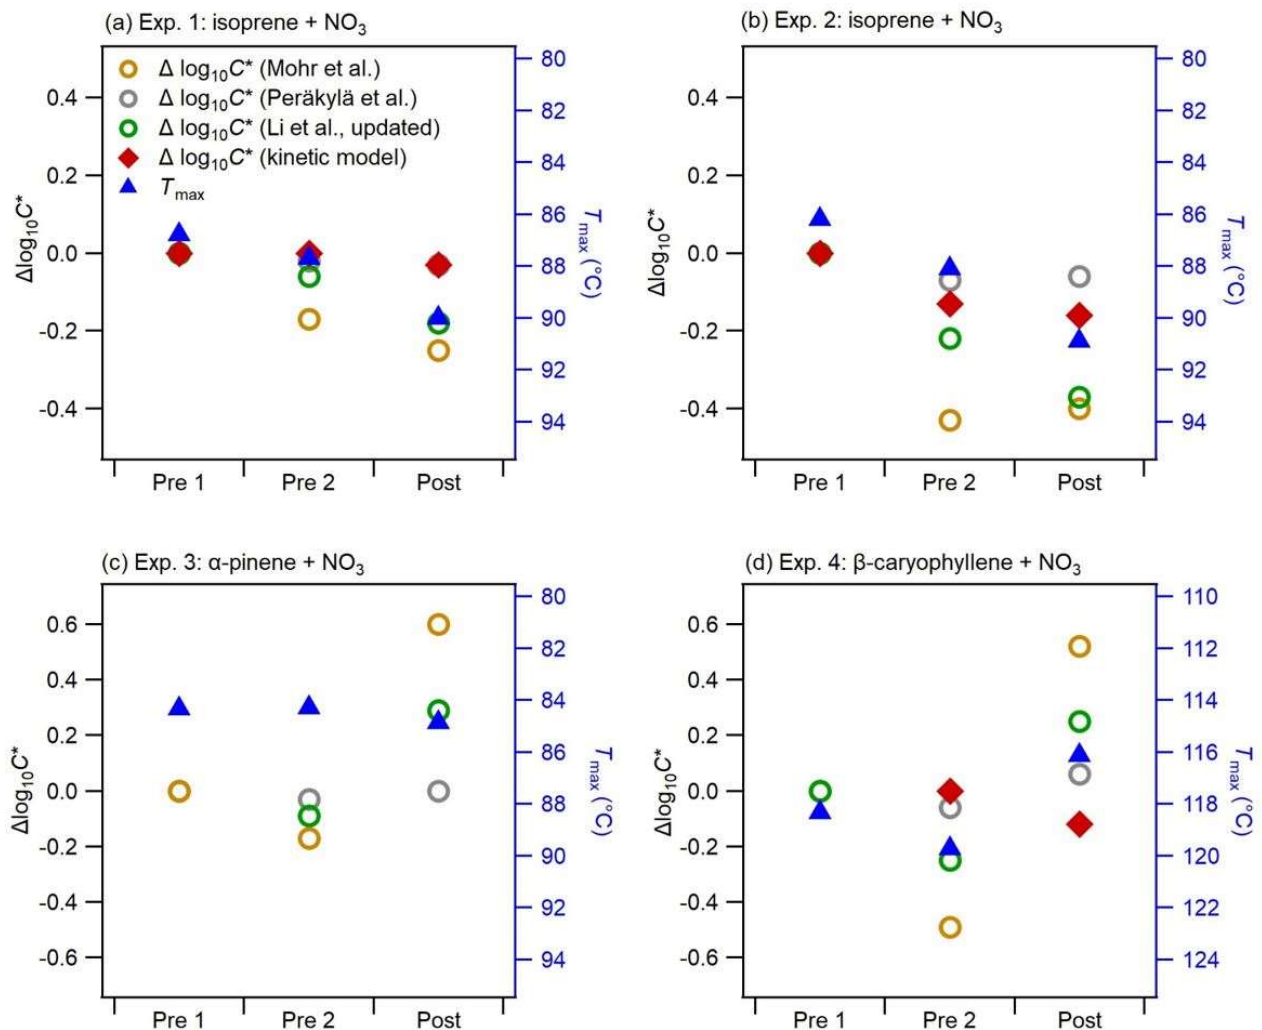 (a) Exp. 1: isoprene + NO₃
Δ log₁₀C* (Mohr et al.)
Δ log₁₀C* (Peräkylä et al.)
Δ log₁₀C* (Li et al., updated)
Δ log₁₀C* (kinetic model)
Tmax
Δlog₁₀C*
0.4
0.2
0.0
-0.2
-0.4
80
82
84
86
88
90
92
94
Tmax (°C)
Pre 1 Pre 2 Post
(b) Exp. 2: isoprene + NO₃
Δlog₁₀C*
0.4
0.2
0.0
-0.2
-0.4
80
82
84
86
88
90
92
94
Tmax (°C)
Pre 1 Pre 2 Post
(c) Exp. 3: α-pinene + NO₃
Δlog₁₀C*
0.6
0.4
0.2
0.0
-0.2
-0.4
-0.6
80
82
84
86
88
90
92
94
Tmax (°C)
Pre 1 Pre 2 Post
(d) Exp. 4: β-caryophyllene + NO₃
Δlog₁₀C*
0.6
0.4
0.2
0.0
-0.2
-0.4
-0.6
110
112
114
116
118
120
122
124
Tmax (°C)
Pre 1 Pre 2 Post